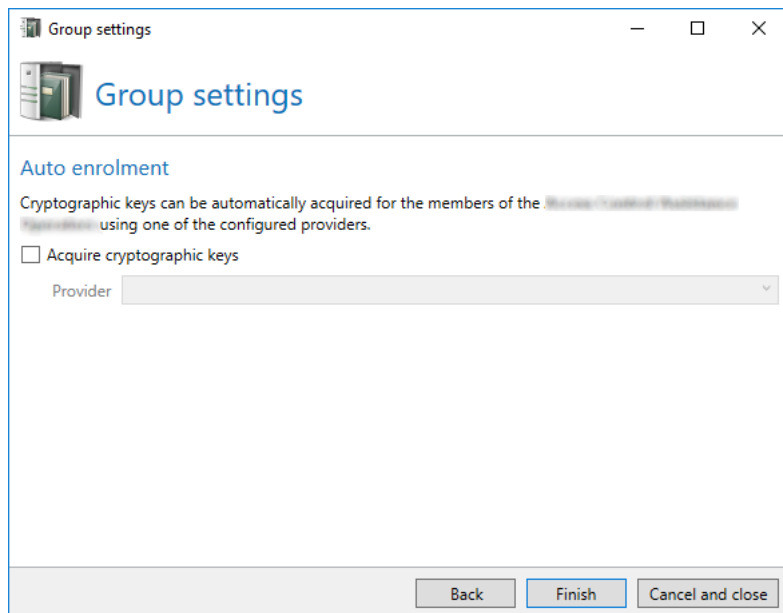 Group settings
Group settings
Auto enrolment
Cryptographic keys can be automatically acquired for the members of the
using one of the configured providers.
Acquire cryptographic keys
Provider
Back Finish Cancel and close